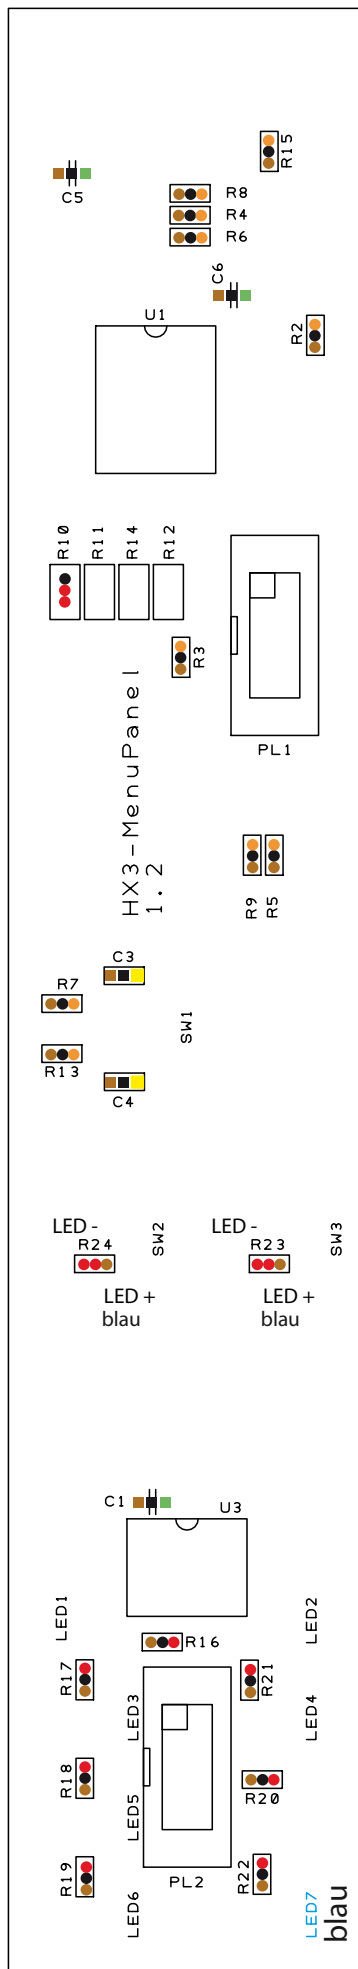 R15
C5
R8
R4
R6
C6
U1
R2
R10
R11
R14
R12
R3
PL1
HX3-MenuPanel
1.2
R9
R5
C3
R7
SW1
R13
C4
LED -
LED -
R24
SW2
R23
SW3
LED +
blau
LED +
blau
C1
U3
LED1
LED2
R16
R17
R21
LED3
LED4
R18
R20
LED5
R19
PL2
R22
LED6
LED7
blau